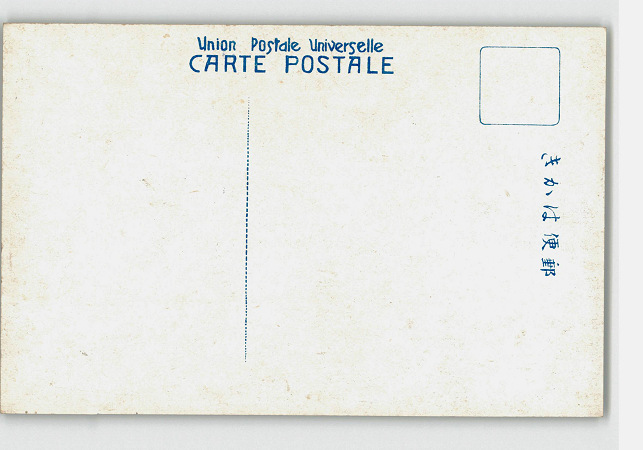 Union Postale Universelle
CARTE POSTALE
きかは便郵